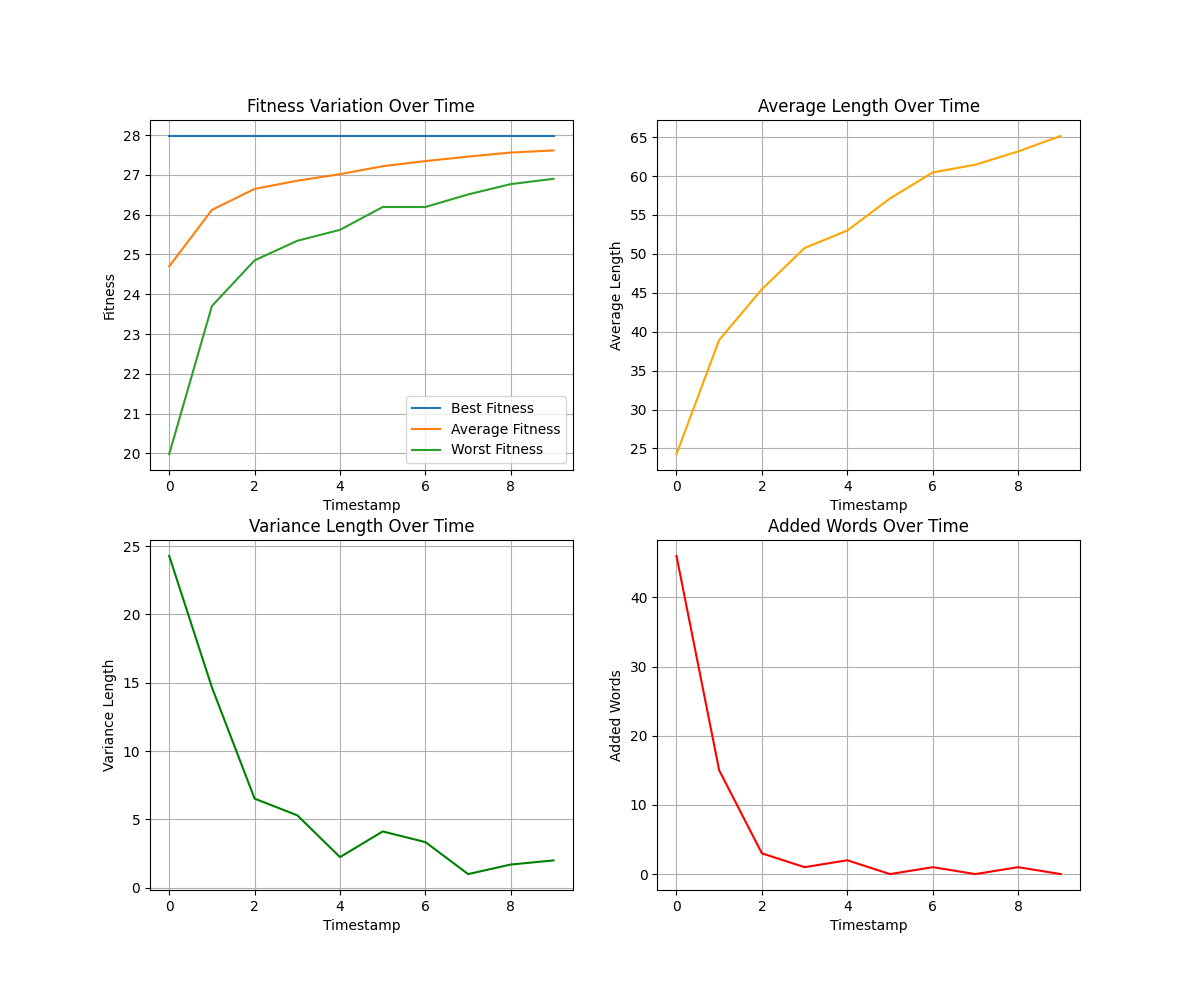 Fitness Variation Over Time
28
27
26
25
24
23
22
21
20
Fitness
Best Fitness
Average Fitness
Worst Fitness
0 2 4 6 8
Timestamp
Average Length Over Time
65
60
55
50
45
40
35
30
25
Average Length
0 2 4 6 8
Timestamp
Variance Length Over Time
25
20
15
10
5
0
Variance Length
0 2 4 6 8
Timestamp
Added Words Over Time
40
30
20
10
0
Added Words
0 2 4 6 8
Timestamp